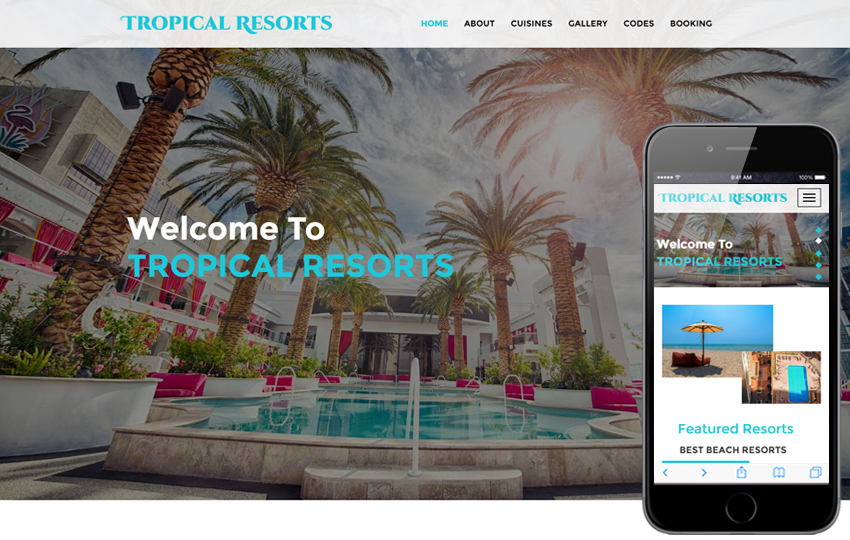 TROPICAL RESORTS
HOME ABOUT CUISINES GALLERY CODES BOOKING
Welcome To
TROPICAL RESORTS
9:41 AM 100%
TROPICAL RESORTS
Welcome To
TROPICAL RESORTS
Featured Resorts
BEST BEACH RESORTS